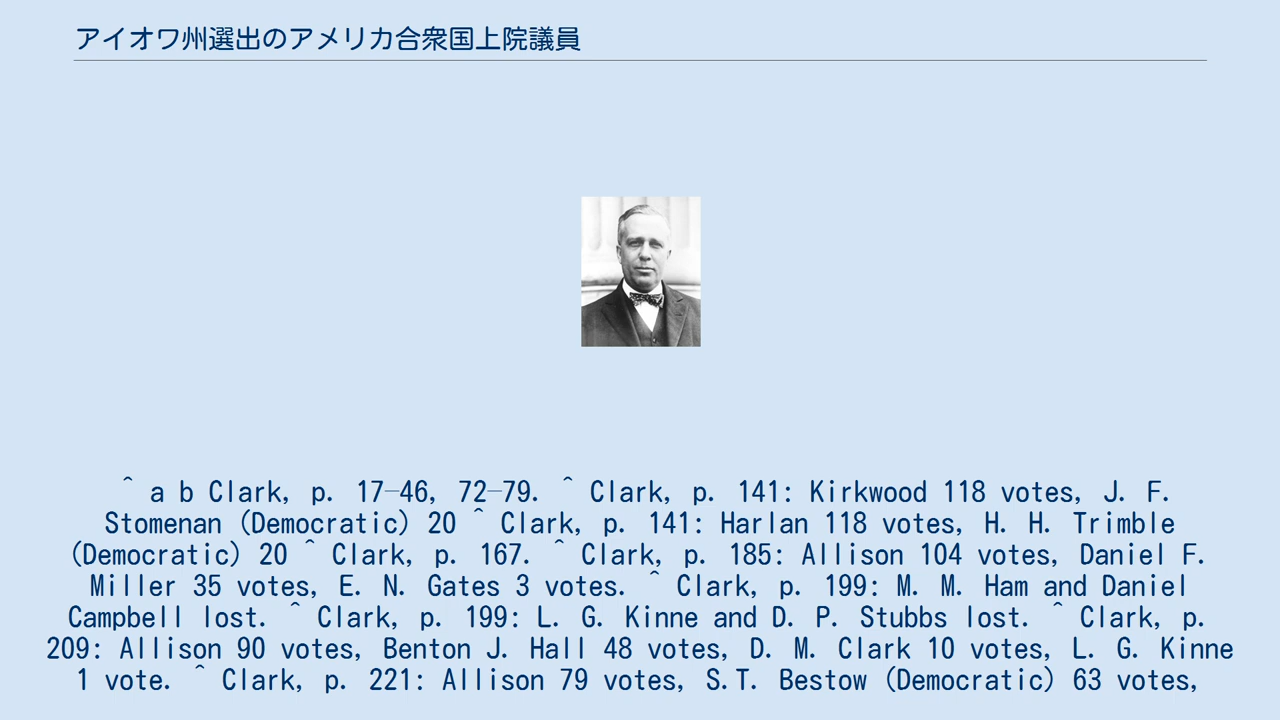 アイオワ州選出のアメリカ合衆国上院議員
^ a b Clark, p. 17–46, 72–79. ^ Clark, p. 141: Kirkwood 118 votes, J. F.
Stomenan (Democratic) 20 ^ Clark, p. 141: Harlan 118 votes, H. H. Trimble
(Democratic) 20 ^ Clark, p. 167. ^ Clark, p. 185: Allison 104 votes, Daniel F.
Miller 35 votes, E. N. Gates 3 votes. ^ Clark, p. 199: M. M. Ham and Daniel
Campbell lost. ^ Clark, p. 199: L. G. Kinne and D. P. Stubbs lost. ^ Clark, p.
209: Allison 90 votes, Benton J. Hall 48 votes, D. M. Clark 10 votes, L. G. Kinne
1 vote. ^ Clark, p. 221: Allison 79 votes, S.T. Bestow (Democratic) 63 votes,